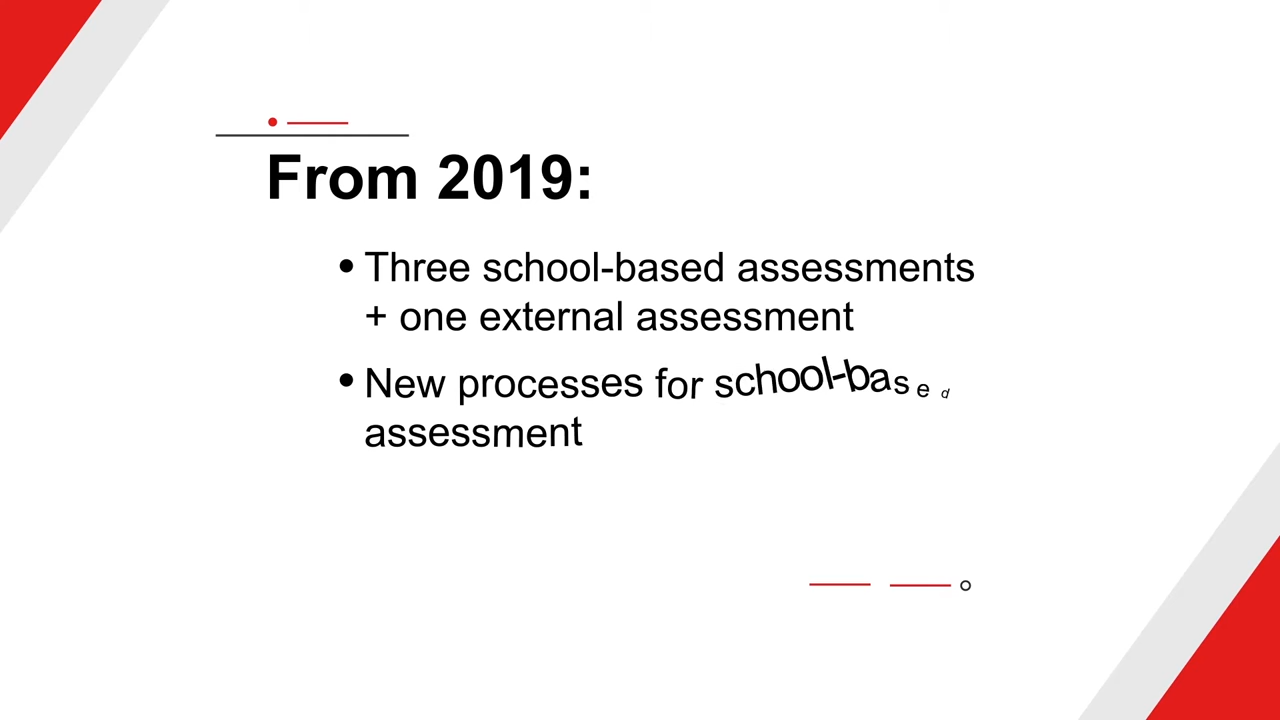 From 2019:
• Three school-based assessments
+ one external assessment
• New processes for school-based
assessment